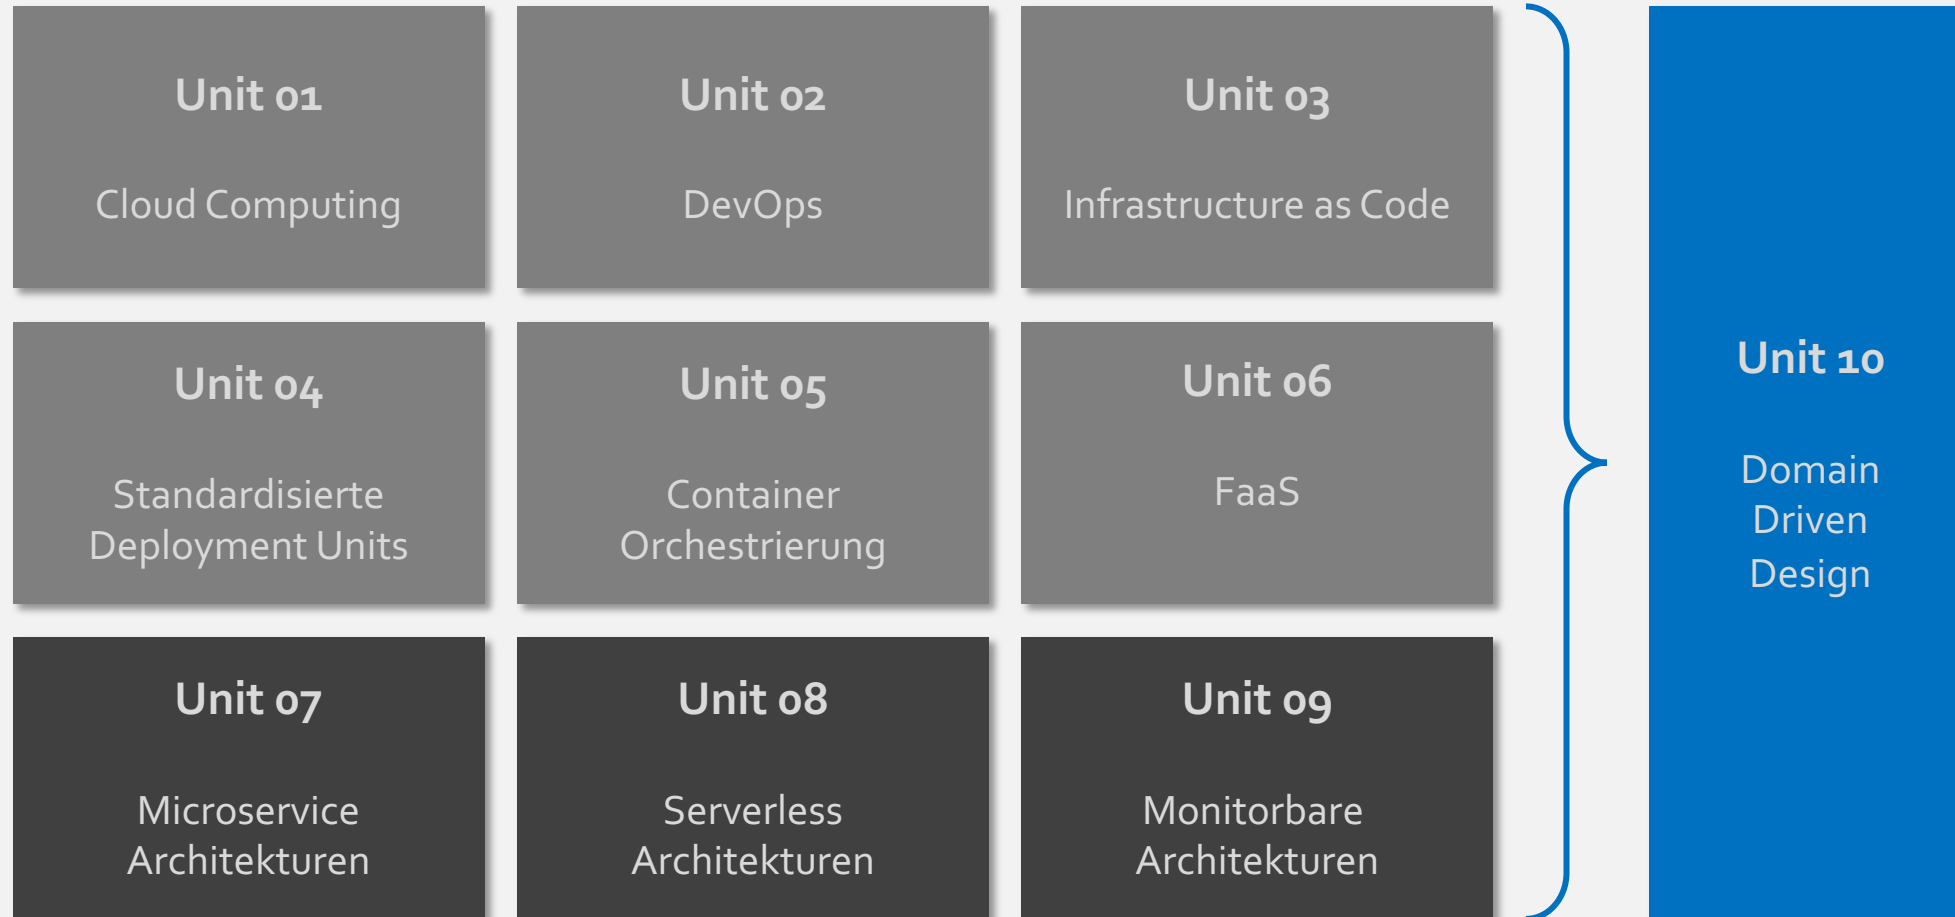 Unit 01
Cloud Computing
Unit 02
DevOps
Unit 03
Infrastructure as Code
Unit 04
Standardisierte
Deployment Units
Unit 05
Container
Orchestrierung
Unit 06
FaaS
Unit 07
Microservice
Architekturen
Unit 08
Serverless
Architekturen
Unit 09
Monitorbare
Architekturen
Unit 10
Domain
Driven
Design